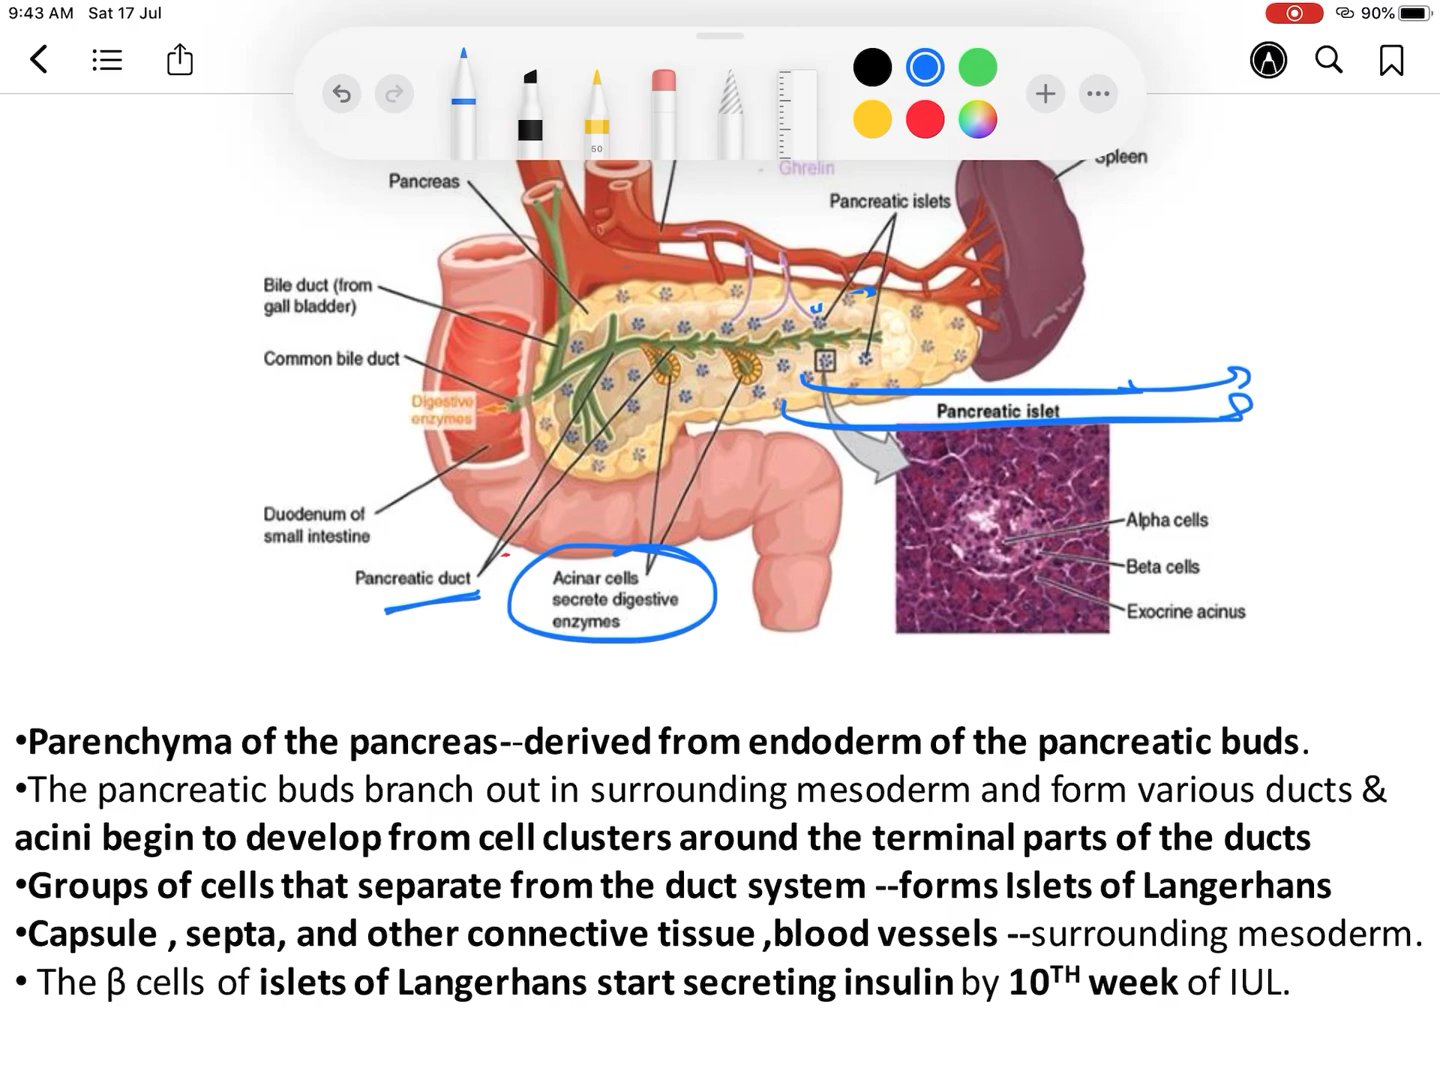 9:43 AM Sat 17 Jul
90%
50
Ghrelin
Spleen
Pancreas
Pancreatic islets
Bile duct (from
gall bladder)
Common bile duct
Digestive
enzymes
Pancreatic islet
Duodenum of
small intestine
Alpha cells
Beta cells
Exocrine acinus
Pancreatic duct
Acinar cells
secrete digestive
enzymes
•Parenchyma of the pancreas--derived from endoderm of the pancreatic buds.
•The pancreatic buds branch out in surrounding mesoderm and form various ducts &
acini begin to develop from cell clusters around the terminal parts of the ducts
•Groups of cells that separate from the duct system --forms Islets of Langerhans
•Capsule , septa, and other connective tissue ,blood vessels --surrounding mesoderm.
• The β cells of islets of Langerhans start secreting insulin by 10TH week of IUL.